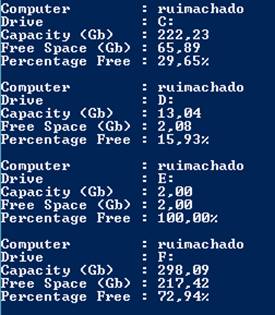 Computer : ruimachado
Drive : C:
Capacity (Gb) : 222,23
Free Space (Gb) : 65,89
Percentage Free : 29,65%
Computer : ruimachado
Drive : D:
Capacity (Gb) : 13,04
Free Space (Gb) : 2,08
Percentage Free : 15,93%
Computer : ruimachado
Drive : E:
Capacity (Gb) : 2,00
Free Space (Gb) : 2,00
Percentage Free : 100,00%
Computer : ruimachado
Drive : F:
Capacity (Gb) : 298,09
Free Space (Gb) : 217,42
Percentage Free : 72,94%